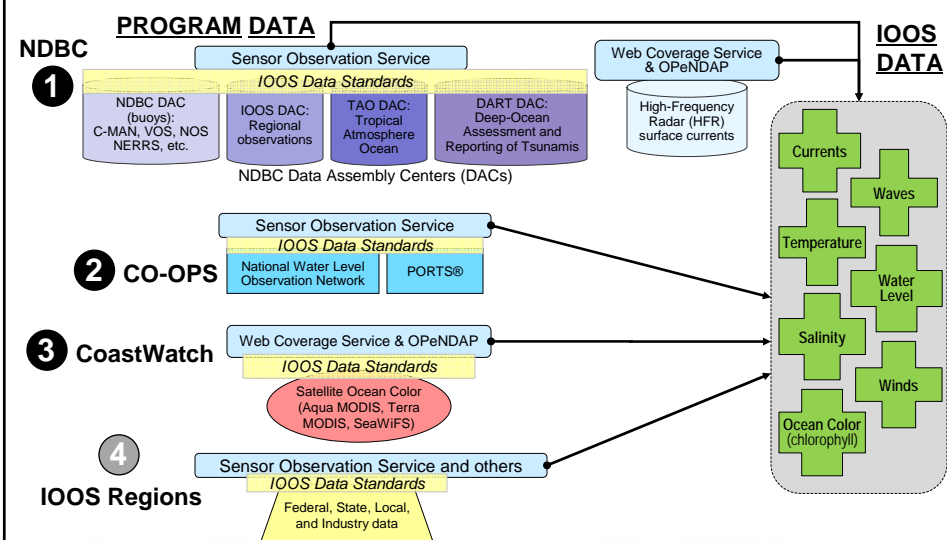 PROGRAM DATA
NDBC
1
Sensor Observation Service
IOOS Data Standards
NDBC DAC
(buoys):
C-MAN, VOS, NOS
NERRS, etc.
IOOS DAC:
Regional
observations
TAO DAC:
Tropical
Atmosphere
Ocean
DART DAC:
Deep-Ocean
Assessment and
Reporting of Tsunamis
NDBC Data Assembly Centers (DACs)
Web Coverage Service
& OPeNDAP
High-Frequency
Radar (HFR)
surface currents
IOOS
DATA
Currents
Waves
Temperature
Water
Level
Salinity
Winds
Ocean Color
(chlorophyll)
2 CO-OPS
Sensor Observation Service
IOOS Data Standards
National Water Level
Observation Network
PORTS®
3 CoastWatch
Web Coverage Service & OPeNDAP
IOOS Data Standards
Satellite Ocean Color
(Aqua MODIS, Terra
MODIS, SeaWiFS)
4
IOOS Regions
Sensor Observation Service and others
IOOS Data Standards
Federal, State, Local,
and Industry data